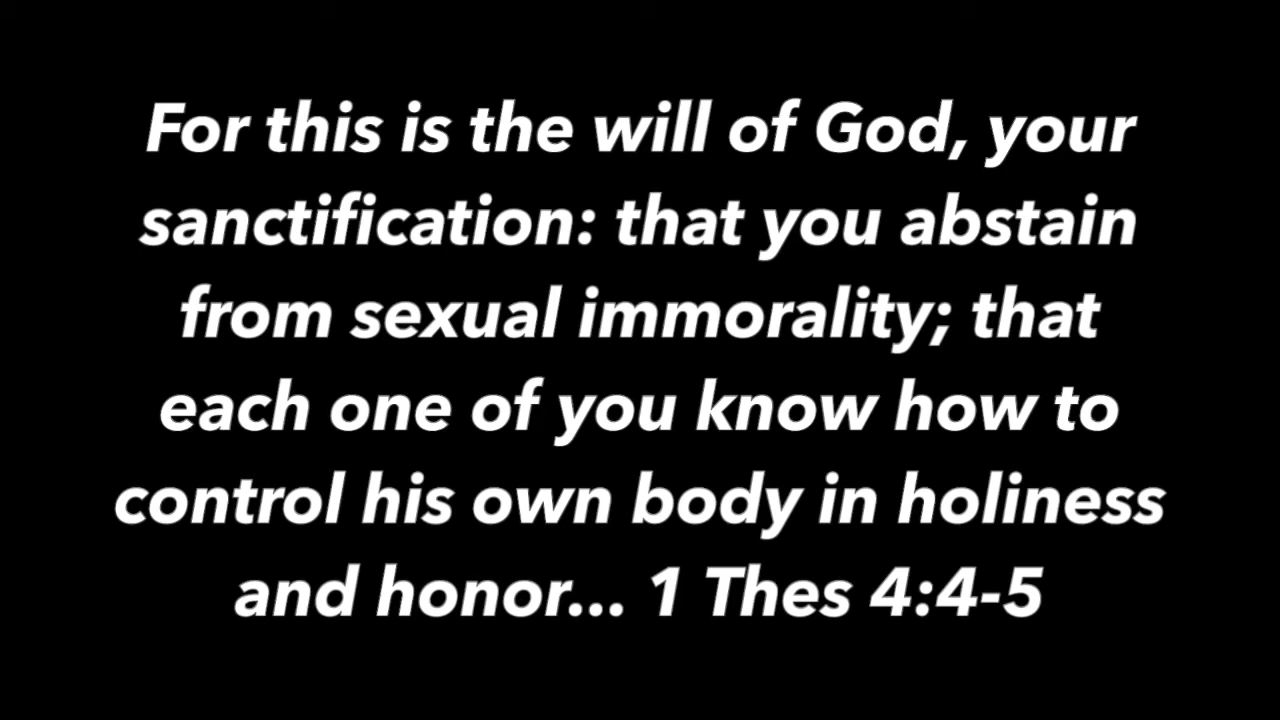 For this is the will of God, your
sanctification: that you abstain
from sexual immorality; that
each one of you know how to
control his own body in holiness
and honor... 1 Thes 4:4-5